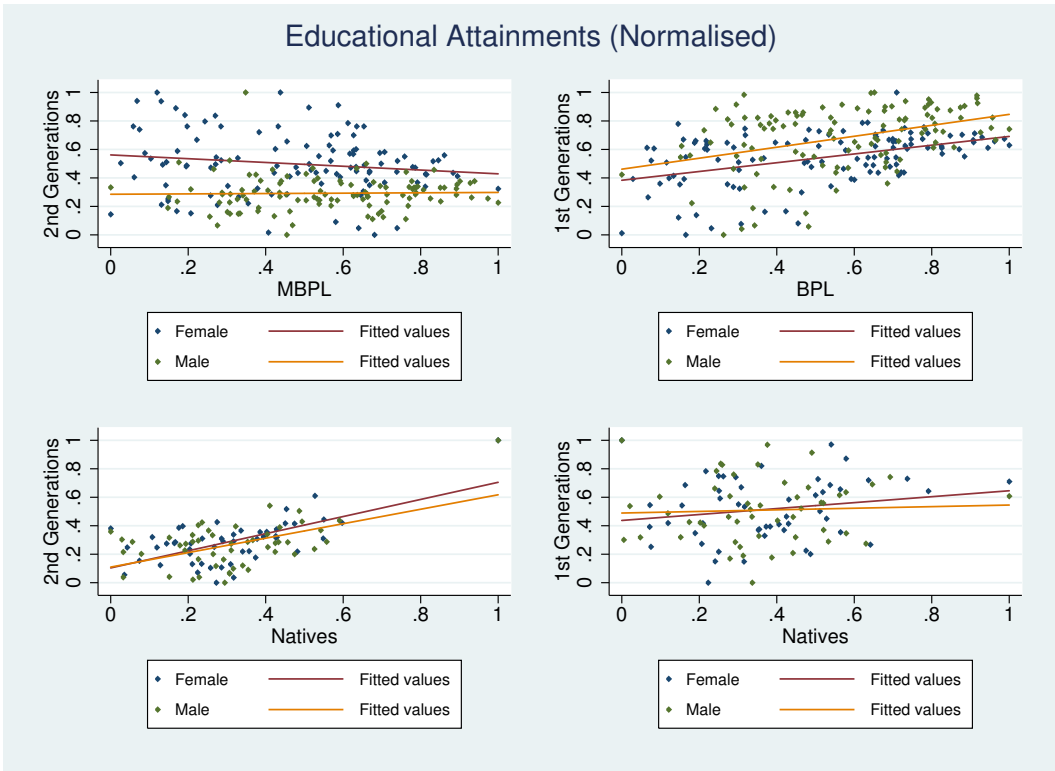 Educational Attainments (Normalised)
2nd Generations
0 .2 .4 .6 .8 1
0 .2 .4 .6 .8 1
MBPL
Female Fitted values
Male Fitted values
1st Generations
0 .2 .4 .6 .8 1
0 .2 .4 .6 .8 1
BPL
Female Fitted values
Male Fitted values
2nd Generations
0 .2 .4 .6 .8 1
0 .2 .4 .6 .8 1
Natives
Female Fitted values
Male Fitted values
1st Generations
0 .2 .4 .6 .8 1
0 .2 .4 .6 .8 1
Natives
Female Fitted values
Male Fitted values